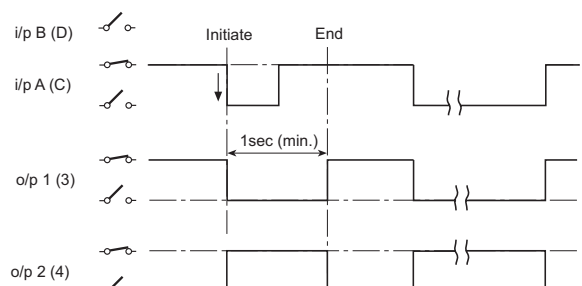 i/p B (D)
Initiate
End
i/p A (C)
1sec (min.)
o/p 1 (3)
o/p 2 (4)